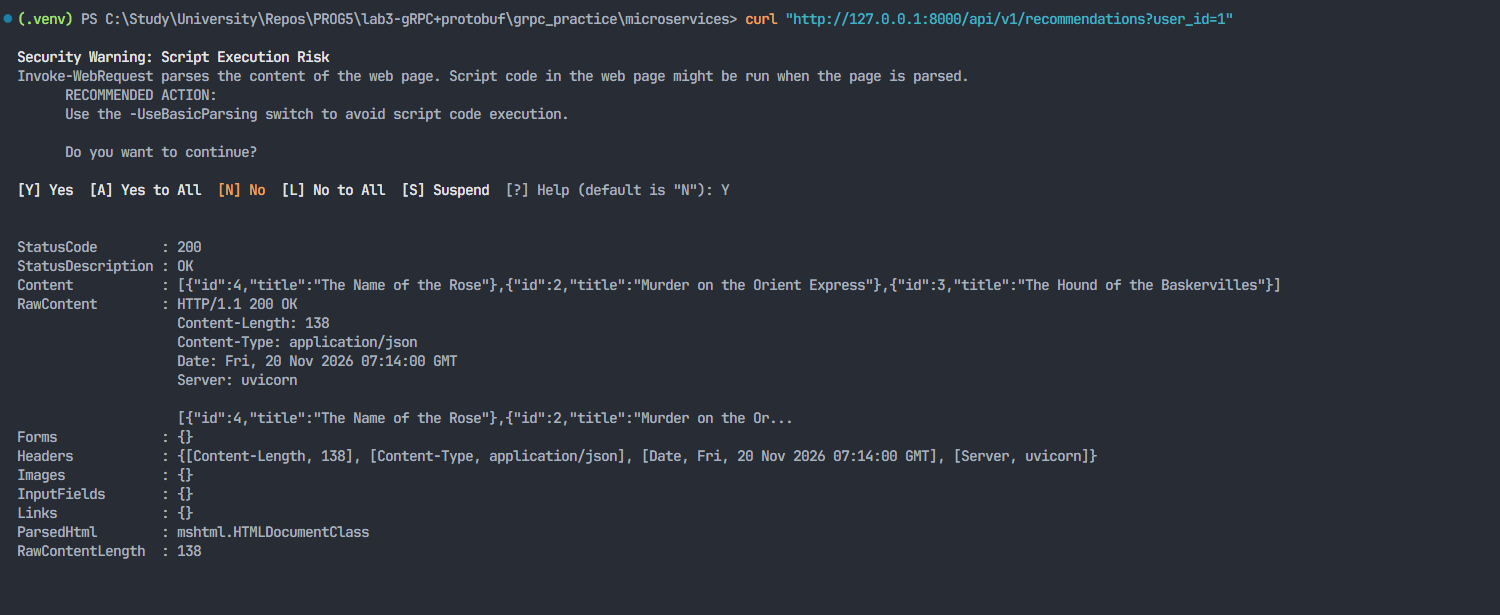 (.venv) PS C:\Study\University\Repos\PROG5\lab3-gRPC+protobuf\grpc_practice\microservices> curl "http://127.0.0.1:8000/api/v1/recommendations?user_id=1"
Security Warning: Script Execution Risk
Invoke-WebRequest parses the content of the web page. Script code in the web page might be run when the page is parsed.
      RECOMMENDED ACTION:
      Use the -UseBasicParsing switch to avoid script code execution.
      Do you want to continue?
[Y] Yes  [A] Yes to All  [N] No  [L] No to All  [S] Suspend  [?] Help (default is "N"): Y
StatusCode        : 200
StatusDescription : OK
Content           : [{"id":4,"title":"The Name of the Rose"},{"id":2,"title":"Murder on the Orient Express"},{"id":3,"title":"The Hound of the Baskervilles"}]
RawContent        : HTTP/1.1 200 OK
                    Content-Length: 138
                    Content-Type: application/json
                    Date: Fri, 20 Nov 2026 07:14:00 GMT
                    Server: uvicorn
                    [{"id":4,"title":"The Name of the Rose"},{"id":2,"title":"Murder on the Or...
Forms             : {}
Headers           : {[Content-Length, 138], [Content-Type, application/json], [Date, Fri, 20 Nov 2026 07:14:00 GMT], [Server, uvicorn]}
Images            : {}
InputFields       : {}
Links             : {}
ParsedHtml        : mshtml.HTMLDocumentClass
RawContentLength  : 138